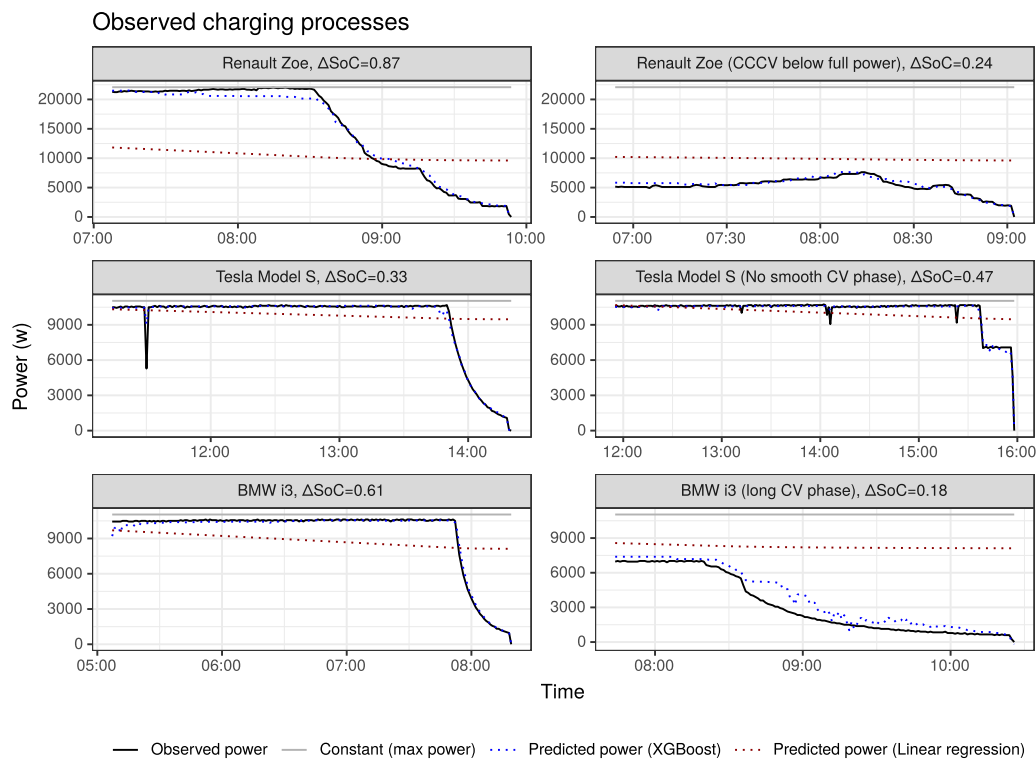 Observed charging processes
Renault Zoe, ΔSoC=0.87
Renault Zoe (CCCV below full power), ΔSoC=0.24
20000
15000
10000
5000
0
07:00 08:00 09:00 10:00
20000
15000
10000
5000
0
07:00 07:30 08:00 08:30 09:00
Tesla Model S, ΔSoC=0.33
Tesla Model S (No smooth CV phase), ΔSoC=0.47
9000
6000
3000
0
12:00 13:00 14:00
9000
6000
3000
0
12:00 13:00 14:00 15:00 16:00
Power (w)
BMW i3, ΔSoC=0.61
BMW i3 (long CV phase), ΔSoC=0.18
9000
6000
3000
0
05:00 06:00 07:00 08:00
9000
6000
3000
0
08:00 09:00 10:00
Time
Observed power Constant (max power) Predicted power (XGBoost) Predicted power (Linear regression)